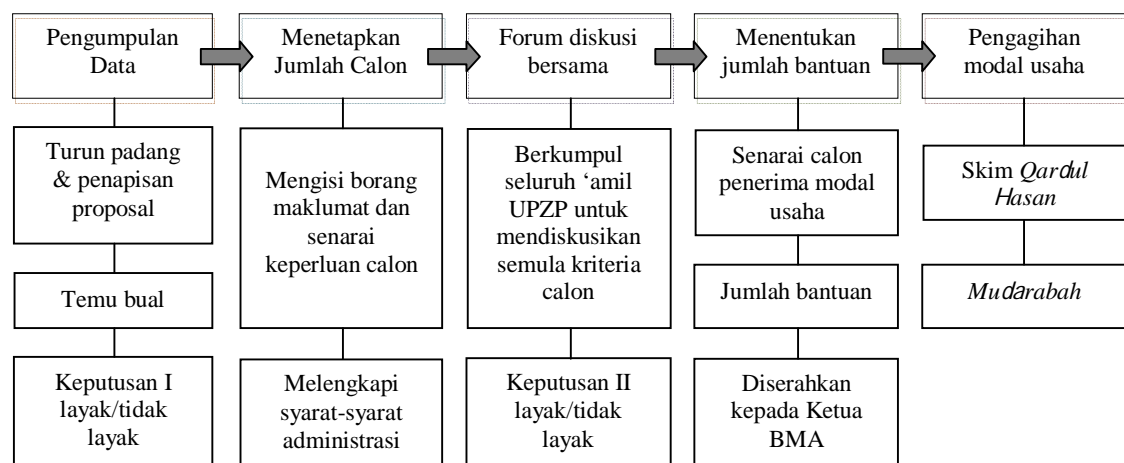 Pengumpulan
Data
Menetapkan
Jumlah Calon
Forum diskusi
bersama
Menentukan
jumlah bantuan
Pengagihan
modal usaha
Turun padang
& penapisan
proposal
Temu bual
Keputusan I
layak/tidak
layak
Mengisi borang
maklumat dan
senarai
keperluan calon
Melengkapi
syarat-syarat
administrasi
Berkumpul
seluruh ‘amil
UPZP untuk
mendiskusikan
semula kriteria
calon
Keputusan II
layak/tidak
layak
Senarai calon
penerima modal
usaha
Jumlah bantuan
Diserahkan
kepada Ketua
BMA
Skim Qardul
Hasan
Mudarabah